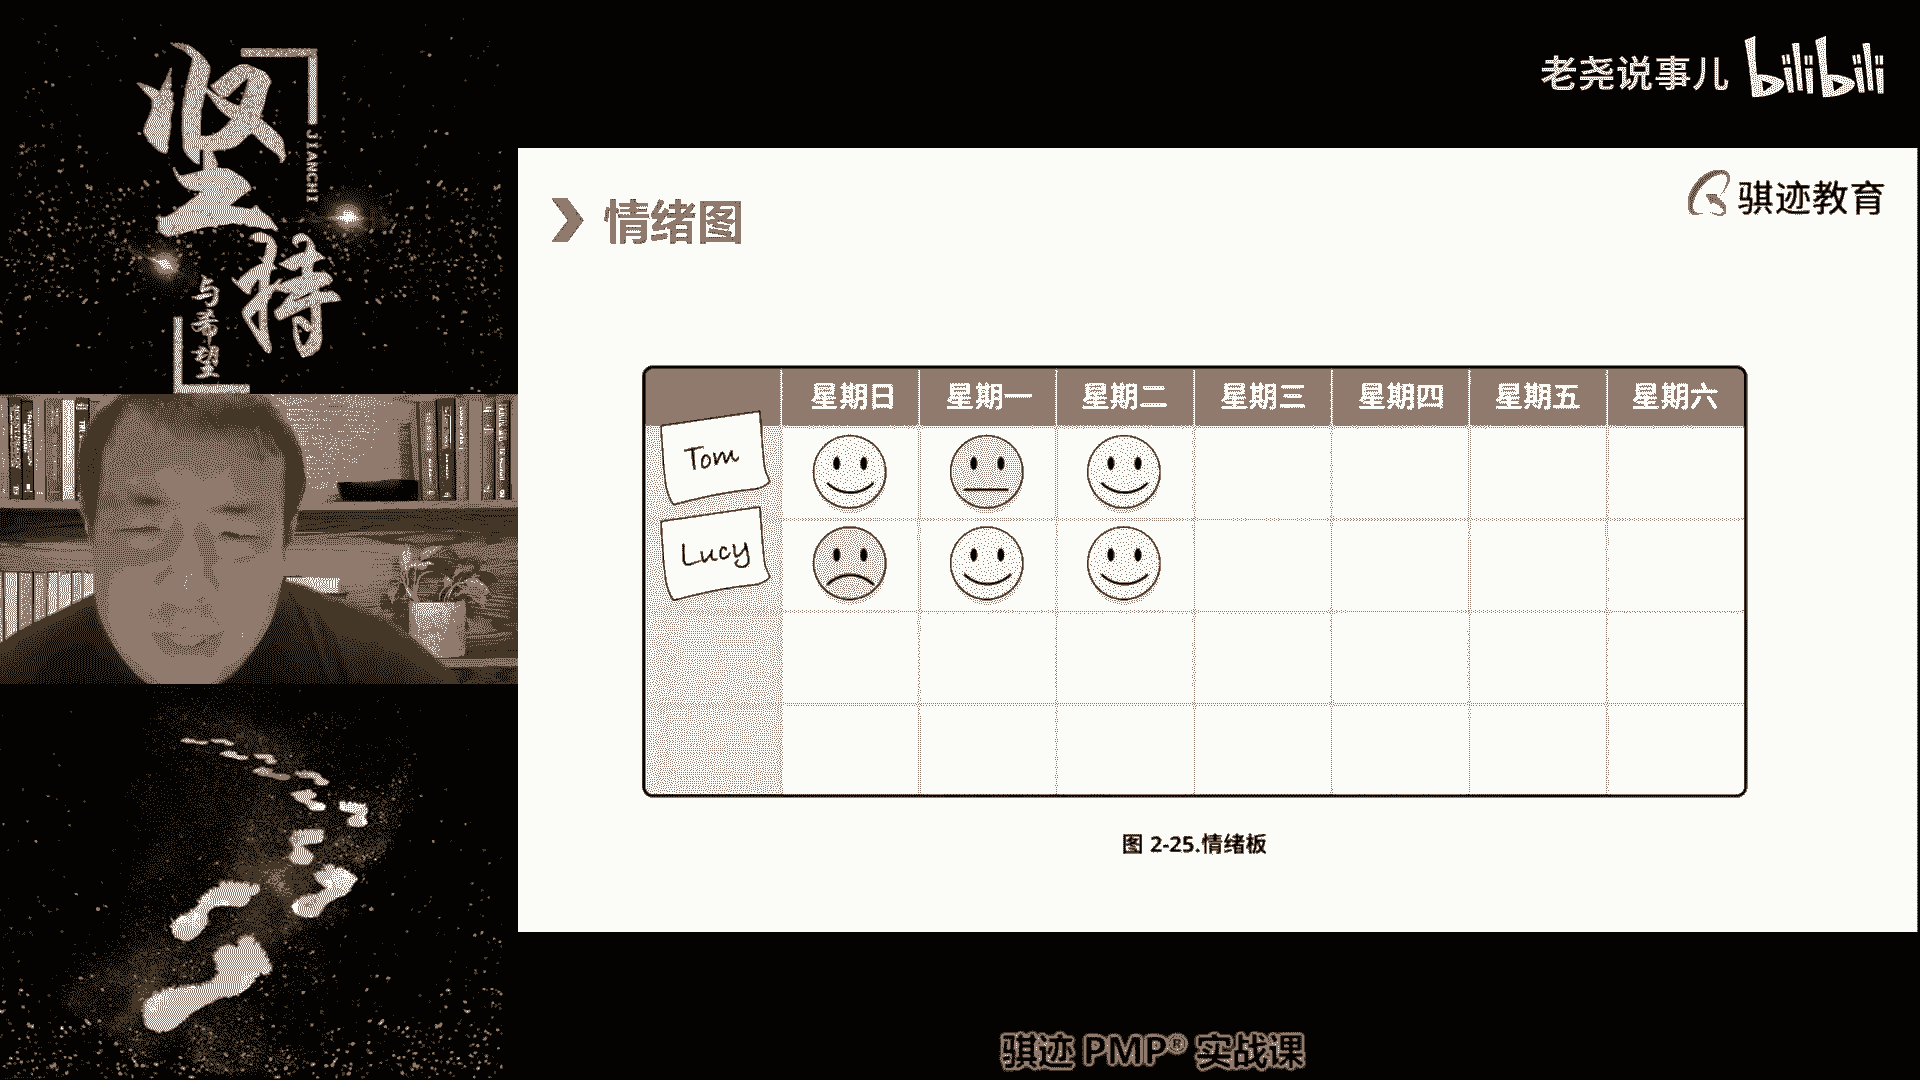 坚持
JIANCHI
与希望
老尧说事儿 bilibili
骐迹教育
情绪图
星期日 星期一 星期二 星期三 星期四 星期五 星期六
Tom
Lucy
图 2-25.情绪板
骐迹 PMP® 实战课